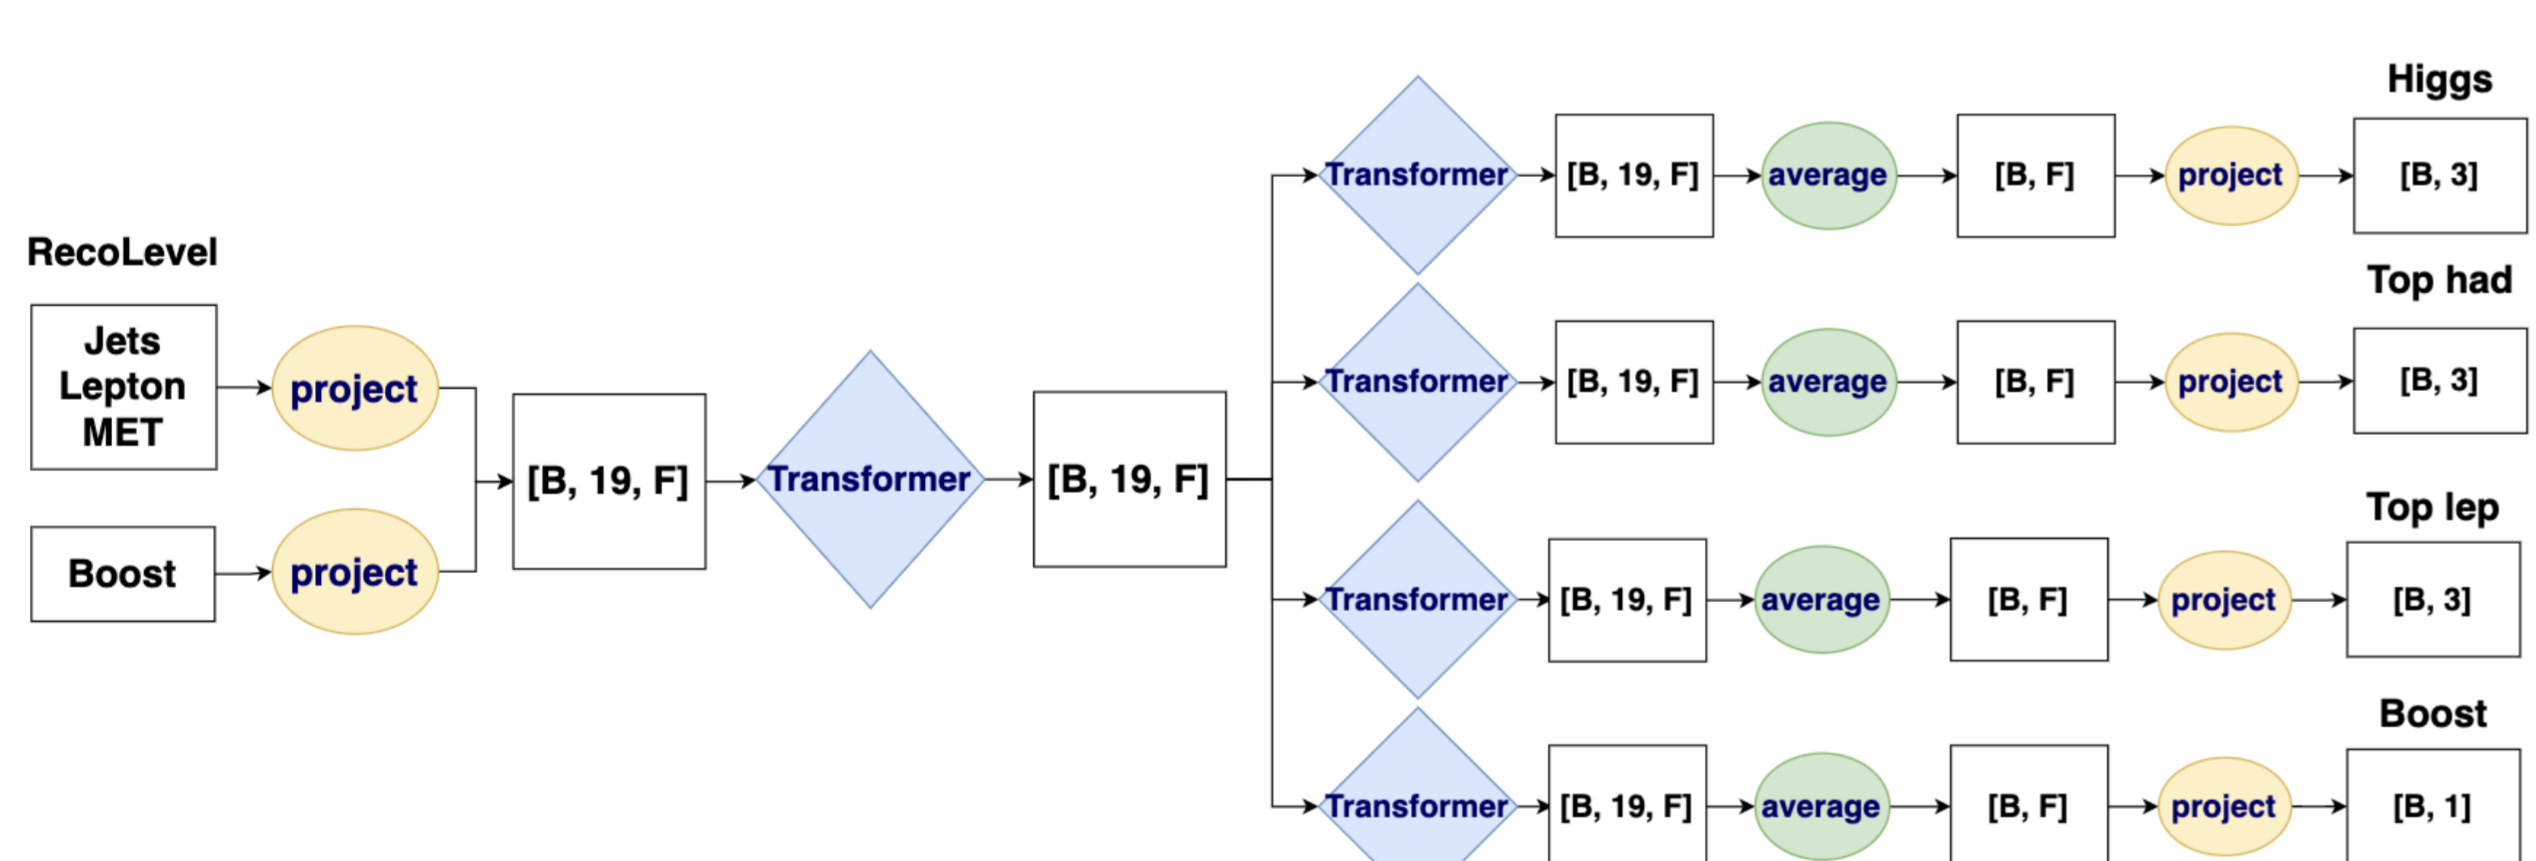 RecoLevel
Jets
Lepton
MET
project
Boost
project
[B, 19, F]
Transformer
[B, 19, F]
Transformer
[B, 19, F]
average
[B, F]
project
Higgs
[B, 3]
Transformer
[B, 19, F]
average
[B, F]
project
Top had
[B, 3]
Transformer
[B, 19, F]
average
[B, F]
project
Top lep
[B, 3]
Transformer
[B, 19, F]
average
[B, F]
project
Boost
[B, 1]